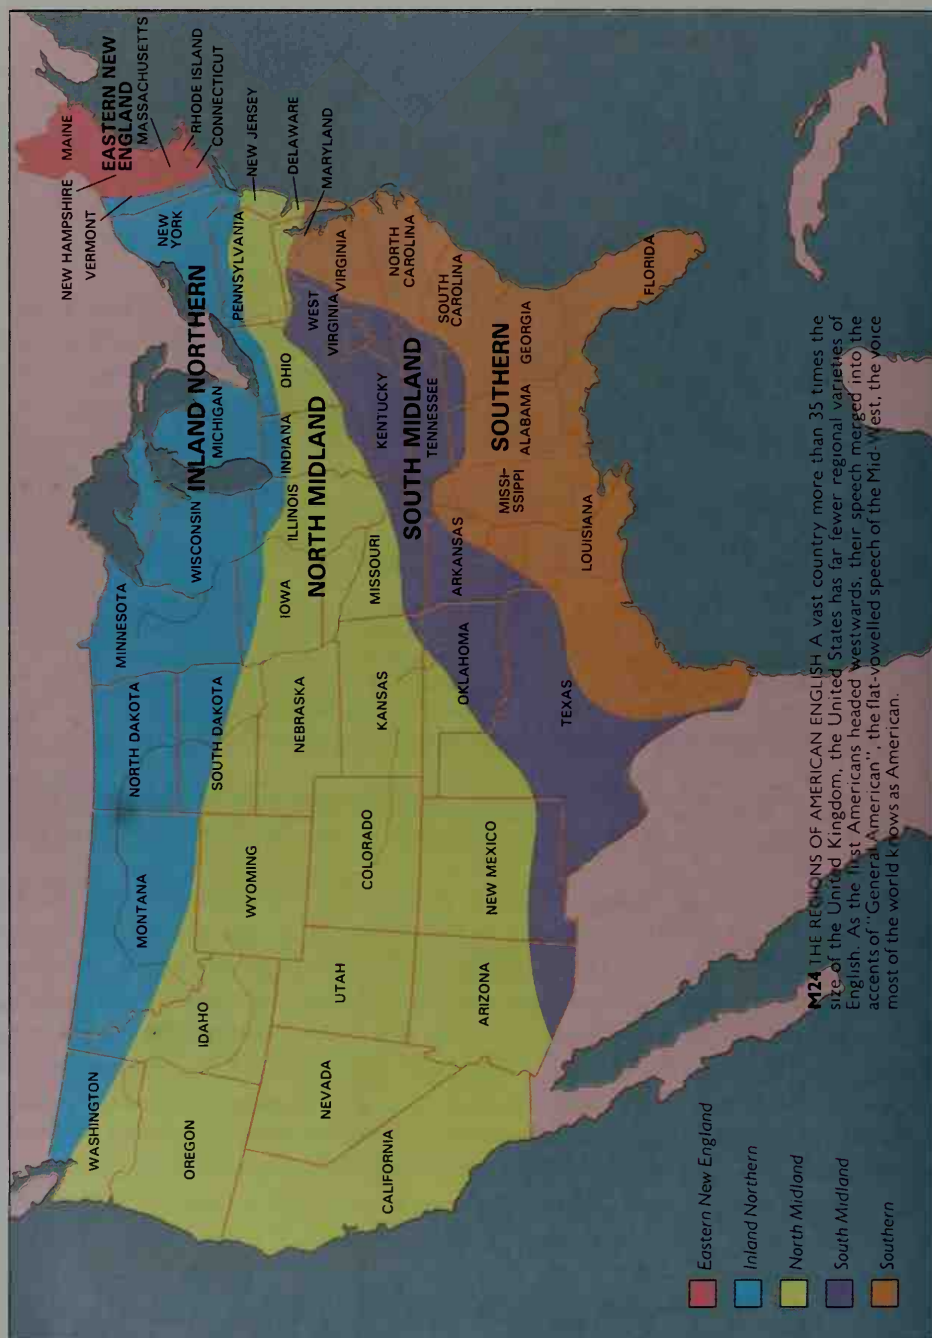 NEW HAMPSHIRE
MAINE
VERMONT
EASTERN NEW
ENGLAND
MASSACHUSETTS
RHODE ISLAND
CONNECTICUT
NEW
YORK
NEW JERSEY
DELAWARE
MARYLAND
PENNSYLVANIA
INLAND NORTHERN
MICHIGAN
WISCONSIN
MINNESOTA
NORTH DAKOTA
SOUTH DAKOTA
MONTANA
WASHINGTON
OREGON
IDAHO
WYOMING
NEBRASKA
IOWA
ILLINOIS
INDIANA
OHIO
NORTH MIDLAND
WEST
VIRGINIA
VIRGINIA
KENTUCKY
MISSOURI
KANSAS
COLORADO
UTAH
NEVADA
CALIFORNIA
ARIZONA
NEW MEXICO
OKLAHOMA
ARKANSAS
SOUTH MIDLAND
TENNESSEE
NORTH
CAROLINA
SOUTH
CAROLINA
SOUTHERN
GEORGIA
ALABAMA
MISSI-
SSIPPI
LOUISIANA
TEXAS
FLORIDA
Eastern New England
Inland Northern
North Midland
South Midland
Southern
M24 THE REGIONS OF AMERICAN ENGLISH A vast country more than 35 times the
size of the United Kingdom, the United States has far fewer regional varieties of
English. As the first Americans headed westwards, their speech merged into the
accents of "General American", the flat-vowelled speech of the Mid-West, the voice
most of the world knows as American.